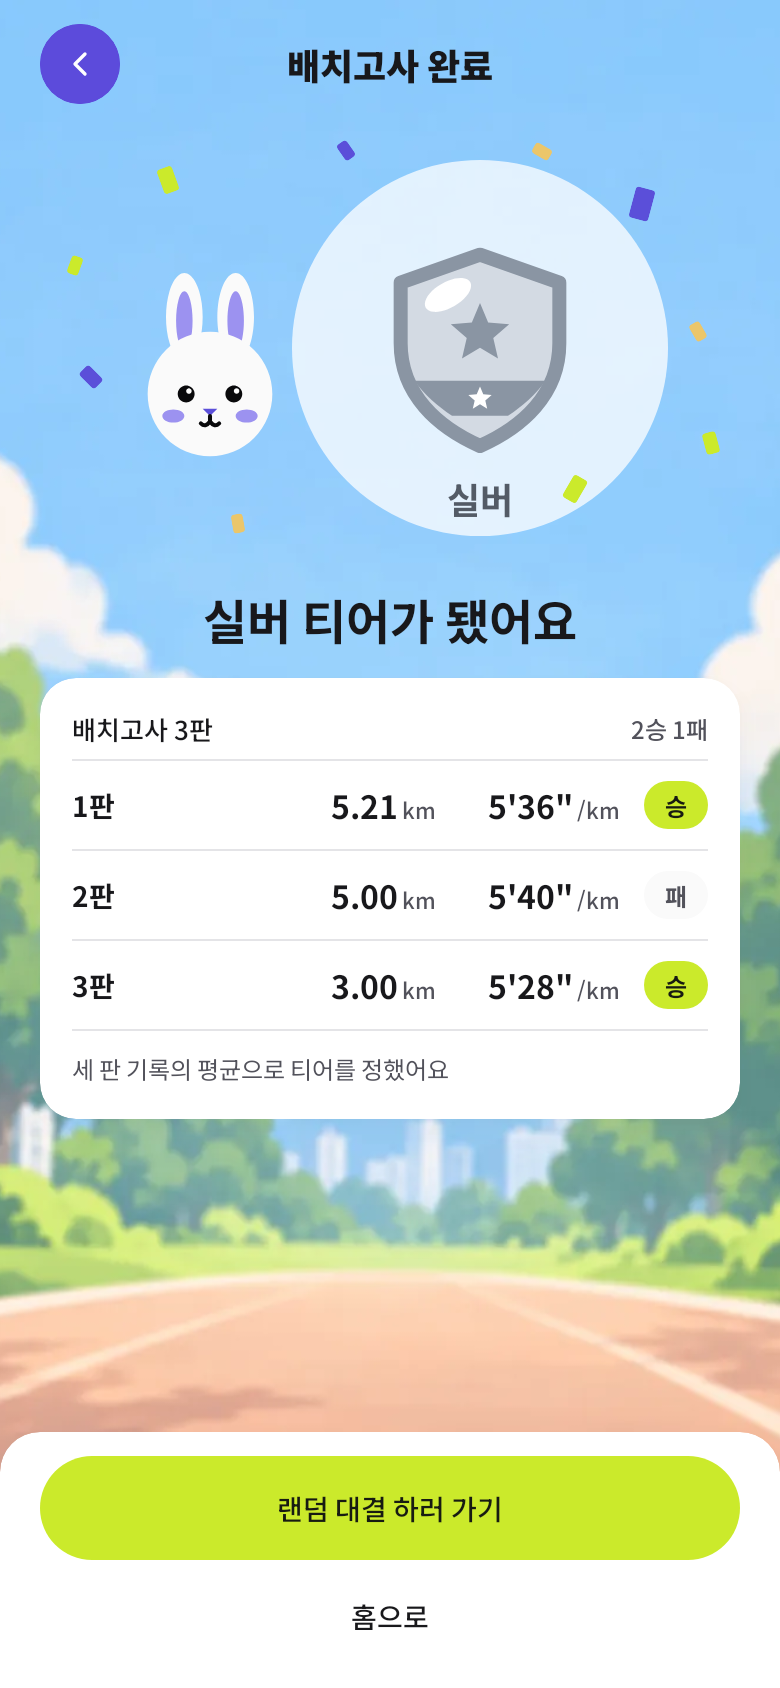 배치고사 완료
실버
실버 티어가 됐어요
배치고사 3판 2승 1패
1판 5.21 km 5'36" /km 승
2판 5.00 km 5'40" /km 패
3판 3.00 km 5'28" /km 승
세 판 기록의 평균으로 티어를 정했어요
랜덤 대결 하러 가기
홈으로